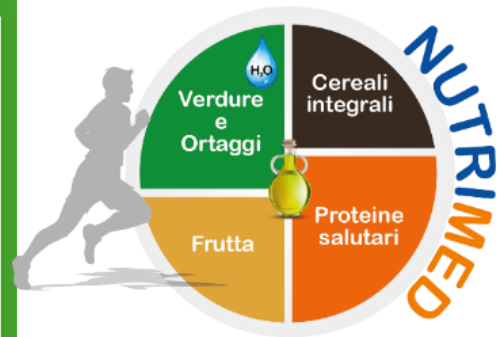 H₂O
Verdure
e
Ortaggi
Cereali
integrali
Frutta
Proteine
salutari
NUTRIMED